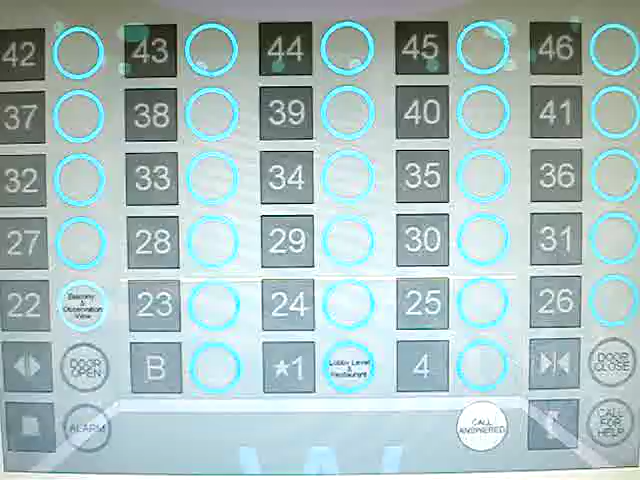 42 43 44 45 46
37 38 39 40 41
32 33 34 35 36
27 28 29 30 31
22 Balcony & Observation View 23 24 25 26
DOOR OPEN B ★1 Lobby Level & Restaurant 4 DOOR CLOSE
ALARM CALL ANSWERED CALL FOR HELP